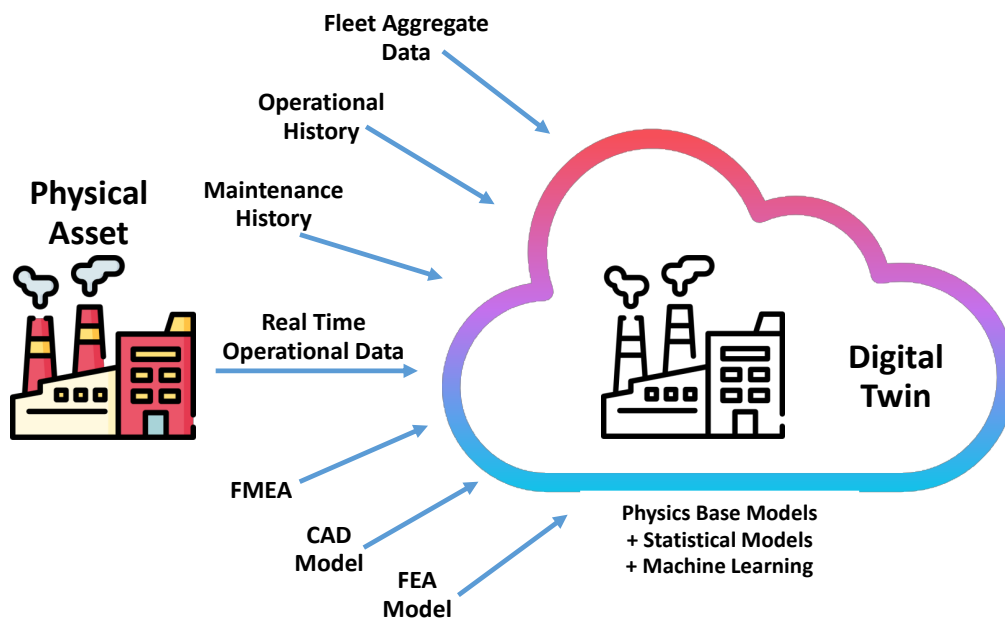 Fleet Aggregate
Data
Operational
History
Maintenance
History
Physical
Asset
Real Time
Operational Data
Digital
Twin
FMEA
CAD
Model
FEA
Model
Physics Base Models
+ Statistical Models
+ Machine Learning